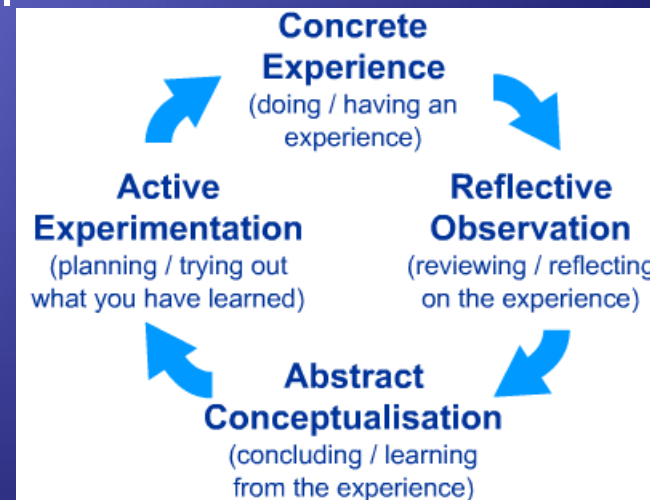 Concrete
Experience
(doing / having an
experience)
Reflective
Observation
(reviewing / reflecting
on the experience)
Abstract
Conceptualisation
(concluding / learning
from the experience)
Active
Experimentation
(planning / trying out
what you have learned)